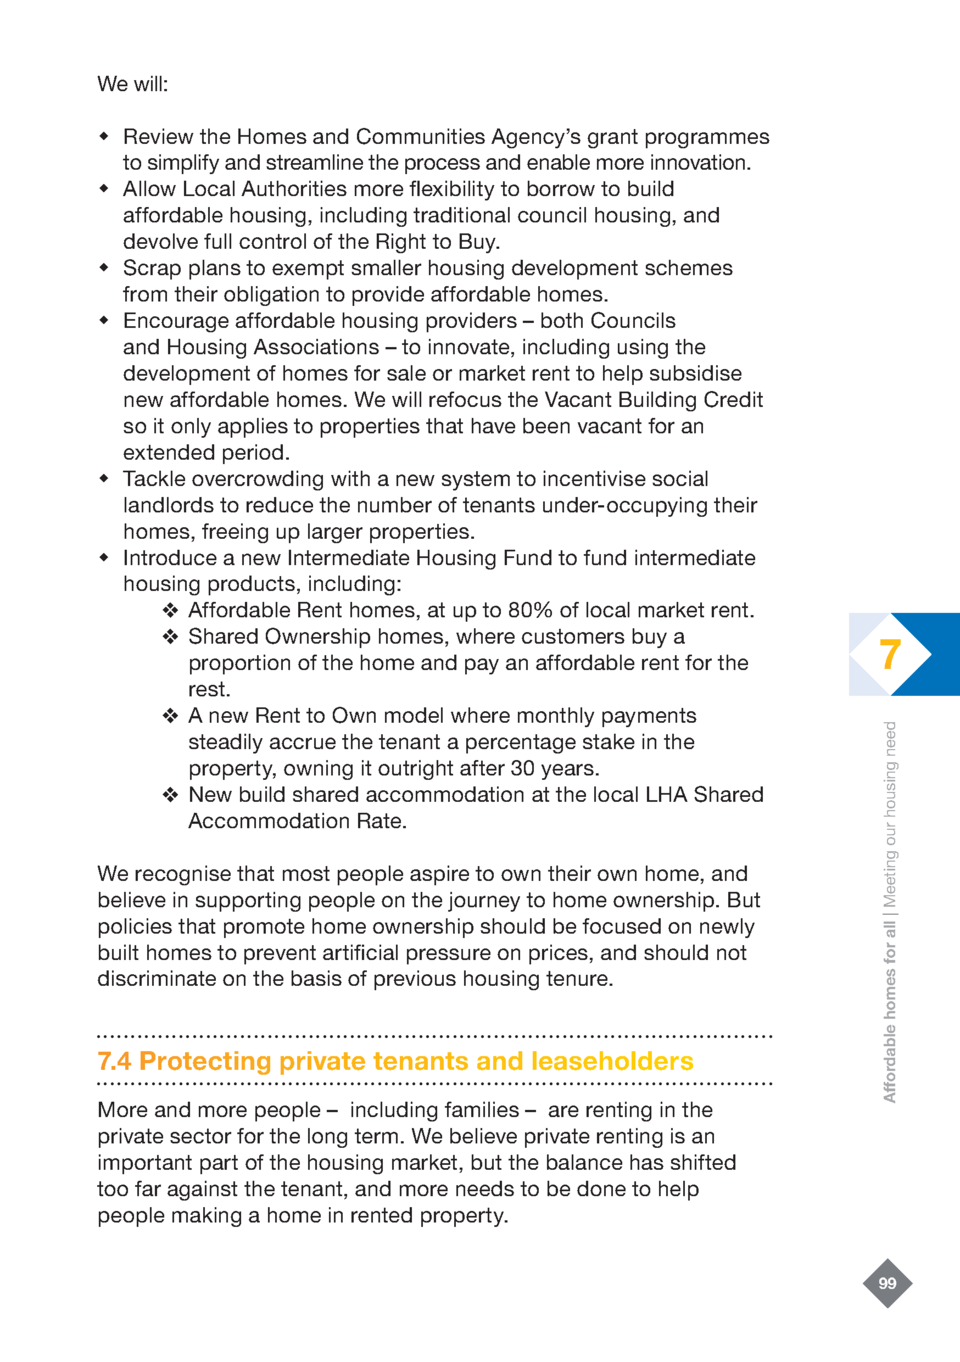 We will:
◆ Review the Homes and Communities Agency’s grant programmes
to simplify and streamline the process and enable more innovation.
◆ Allow Local Authorities more flexibility to borrow to build
affordable housing, including traditional council housing, and
devolve full control of the Right to Buy.
◆ Scrap plans to exempt smaller housing development schemes
from their obligation to provide affordable homes.
◆ Encourage affordable housing providers – both Councils
and Housing Associations – to innovate, including using the
development of homes for sale or market rent to help subsidise
new affordable homes. We will refocus the Vacant Building Credit
so it only applies to properties that have been vacant for an
extended period.
◆ Tackle overcrowding with a new system to incentivise social
landlords to reduce the number of tenants under-occupying their
homes, freeing up larger properties.
◆ Introduce a new Intermediate Housing Fund to fund intermediate
housing products, including:
❖ Affordable Rent homes, at up to 80% of local market rent.
❖ Shared Ownership homes, where customers buy a
proportion of the home and pay an affordable rent for the
rest.
❖ A new Rent to Own model where monthly payments
steadily accrue the tenant a percentage stake in the
property, owning it outright after 30 years.
❖ New build shared accommodation at the local LHA Shared
Accommodation Rate.
We recognise that most people aspire to own their own home, and
believe in supporting people on the journey to home ownership. But
policies that promote home ownership should be focused on newly
built homes to prevent artificial pressure on prices, and should not
discriminate on the basis of previous housing tenure.
7.4 Protecting private tenants and leaseholders
More and more people –  including families –  are renting in the
private sector for the long term. We believe private renting is an
important part of the housing market, but the balance has shifted
too far against the tenant, and more needs to be done to help
people making a home in rented property.
7
Affordable homes for all | Meeting our housing need
99